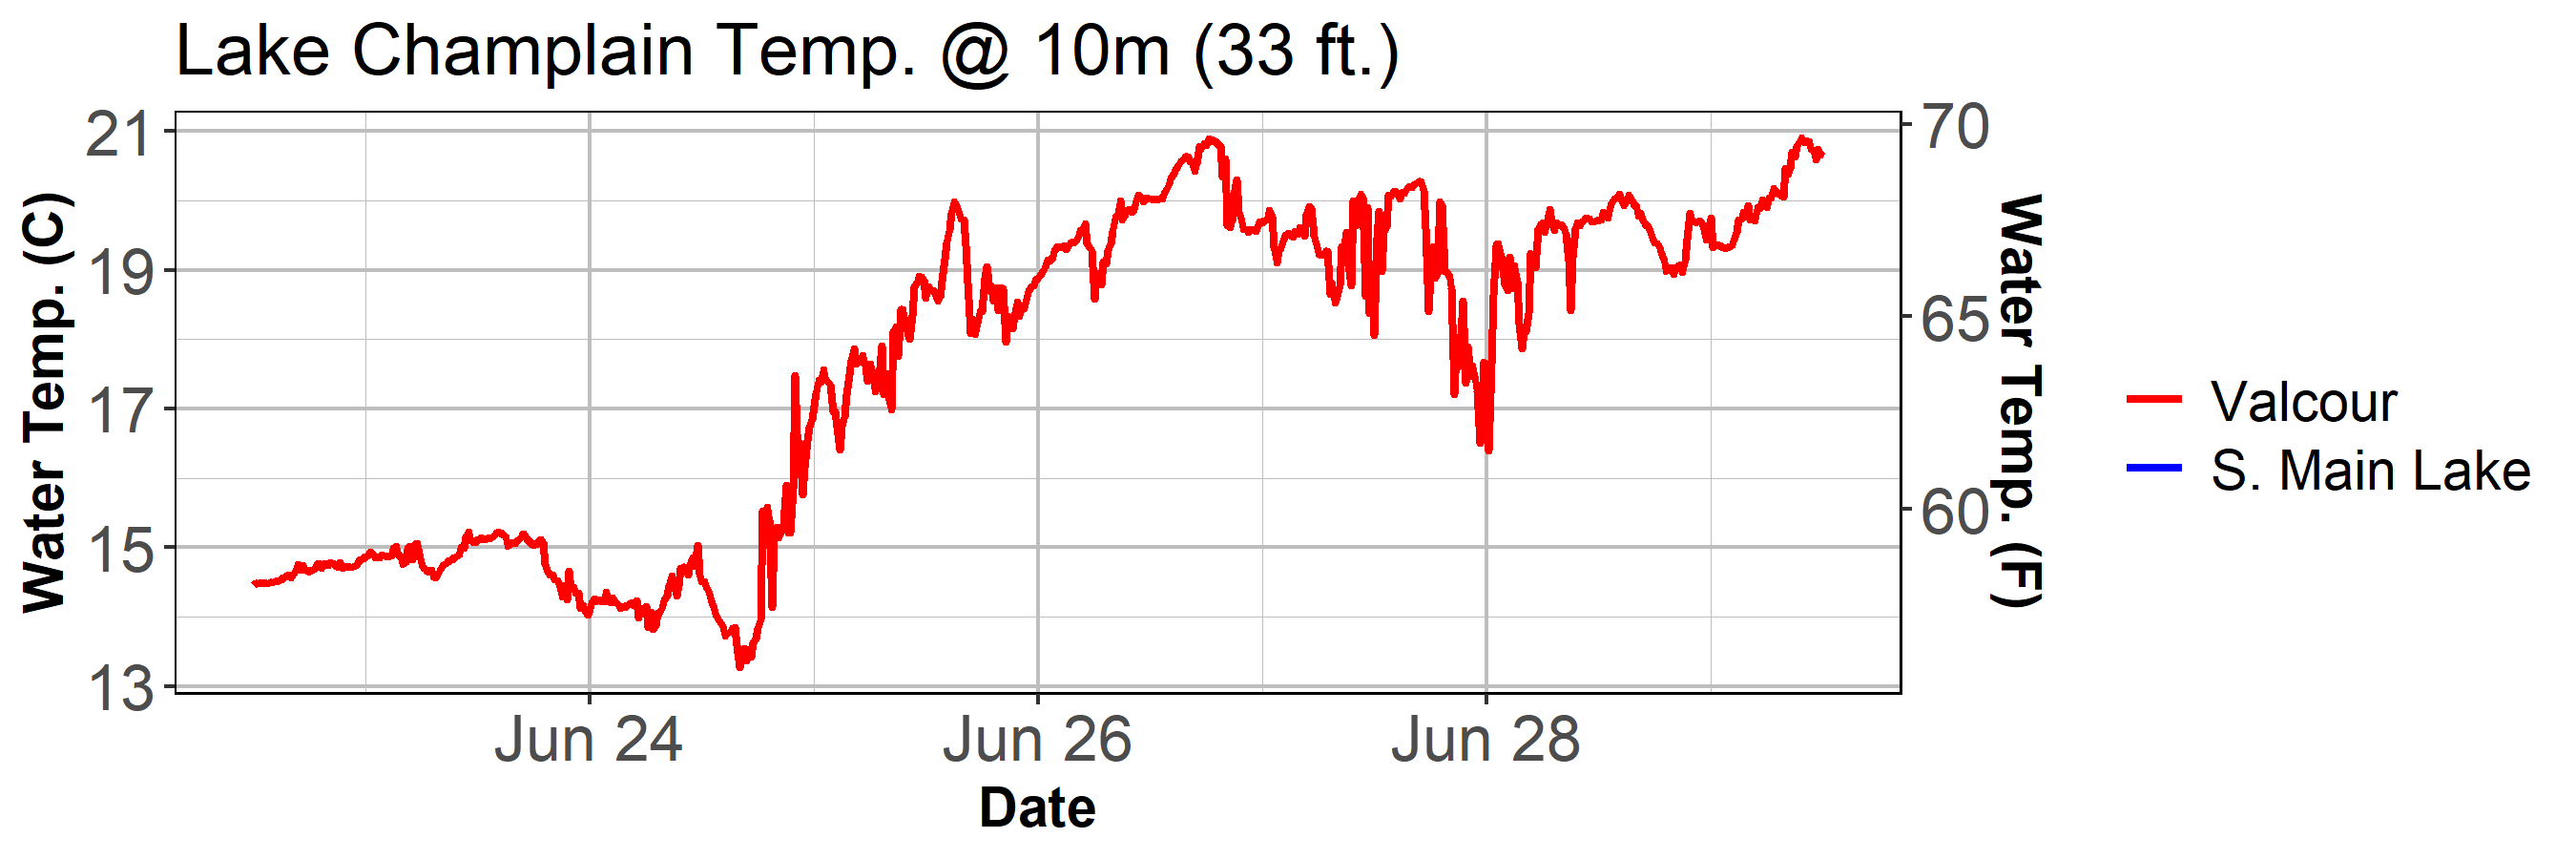 Lake Champlain Temp. @ 10m (33 ft.)
Water Temp. (C)
21
19
17
15
13
70
65
60
Water Temp. (F)
Jun 24
Jun 26
Jun 28
Date
Valcour
S. Main Lake